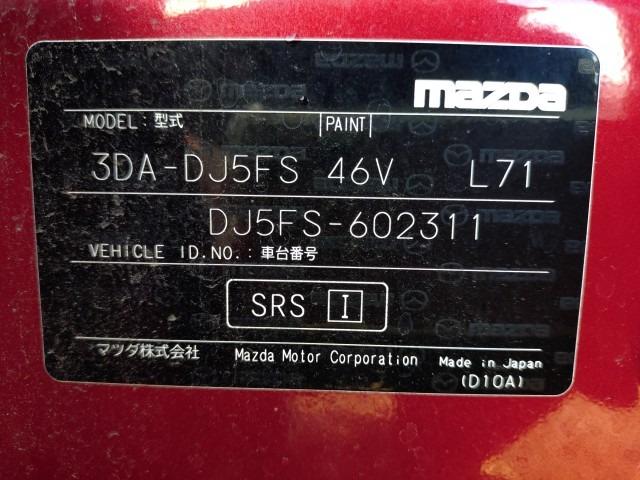 mazda
MODEL : 型式 |PAINT|
3DA-DJ5FS 46V L71
DJ5FS-602311
VEHICLE ID.NO. : 車台番号
SRS I
マツダ株式会社 Mazda Motor Corporation Made in Japan
(D10A)